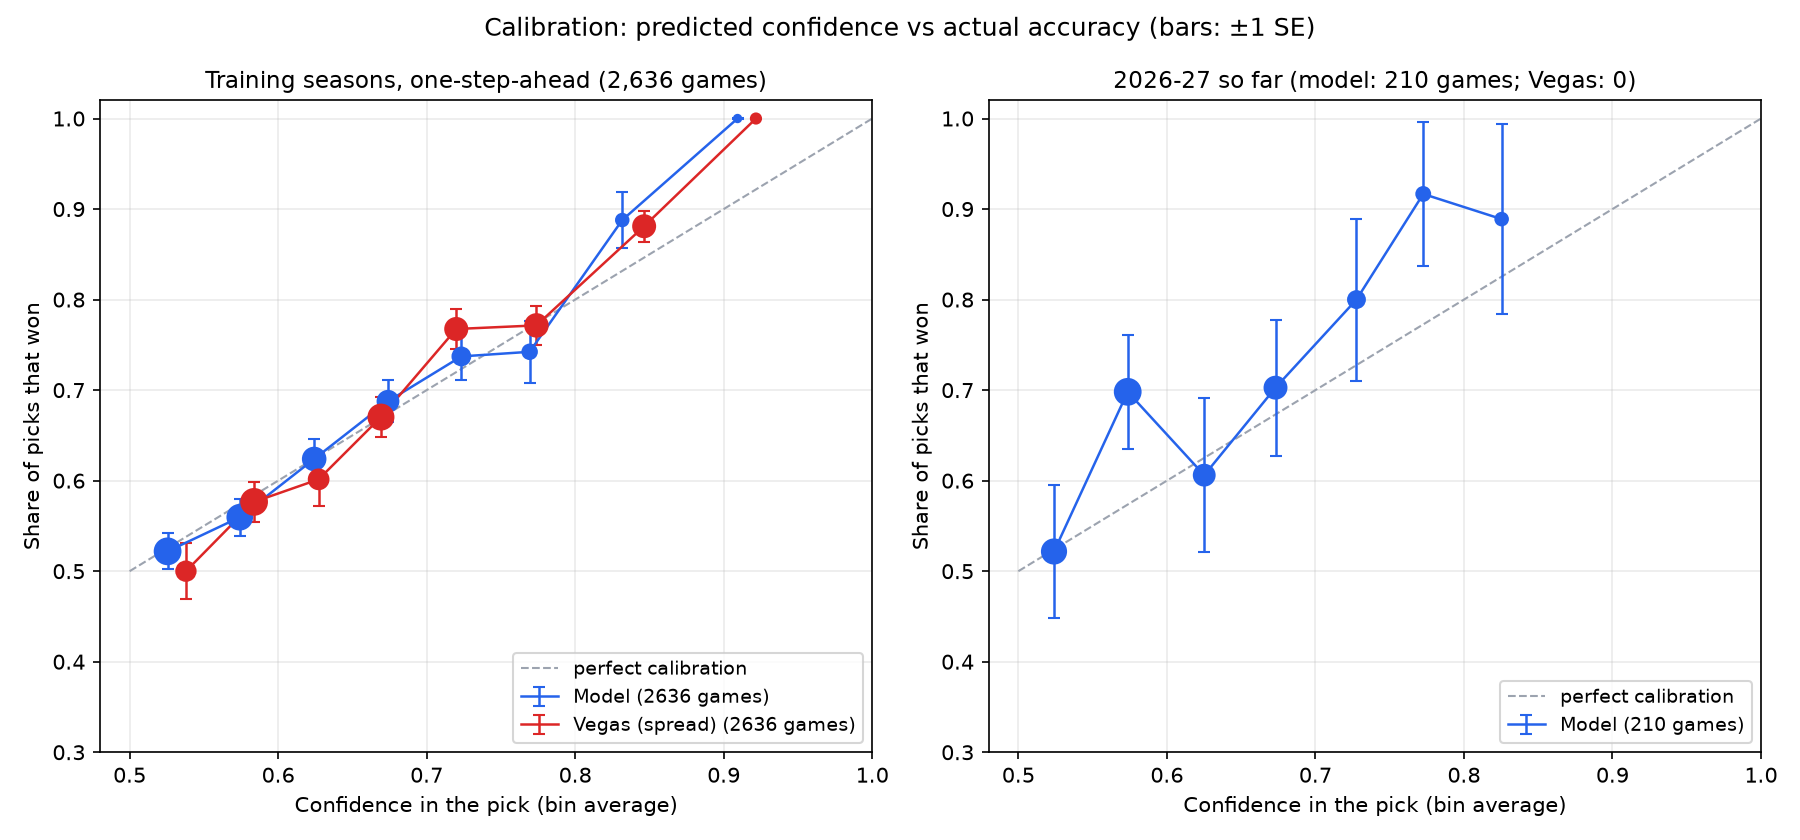 Calibration: predicted confidence vs actual accuracy (bars: ±1 SE)
Training seasons, one-step-ahead (2,636 games)
1.0
0.9
0.8
0.7
0.6
0.5
0.4
0.3
Share of picks that won
perfect calibration
Model (2636 games)
Vegas (spread) (2636 games)
0.5 0.6 0.7 0.8 0.9 1.0
Confidence in the pick (bin average)
2026-27 so far (model: 210 games; Vegas: 0)
1.0
0.9
0.8
0.7
0.6
0.5
0.4
0.3
Share of picks that won
perfect calibration
Model (210 games)
0.5 0.6 0.7 0.8 0.9 1.0
Confidence in the pick (bin average)